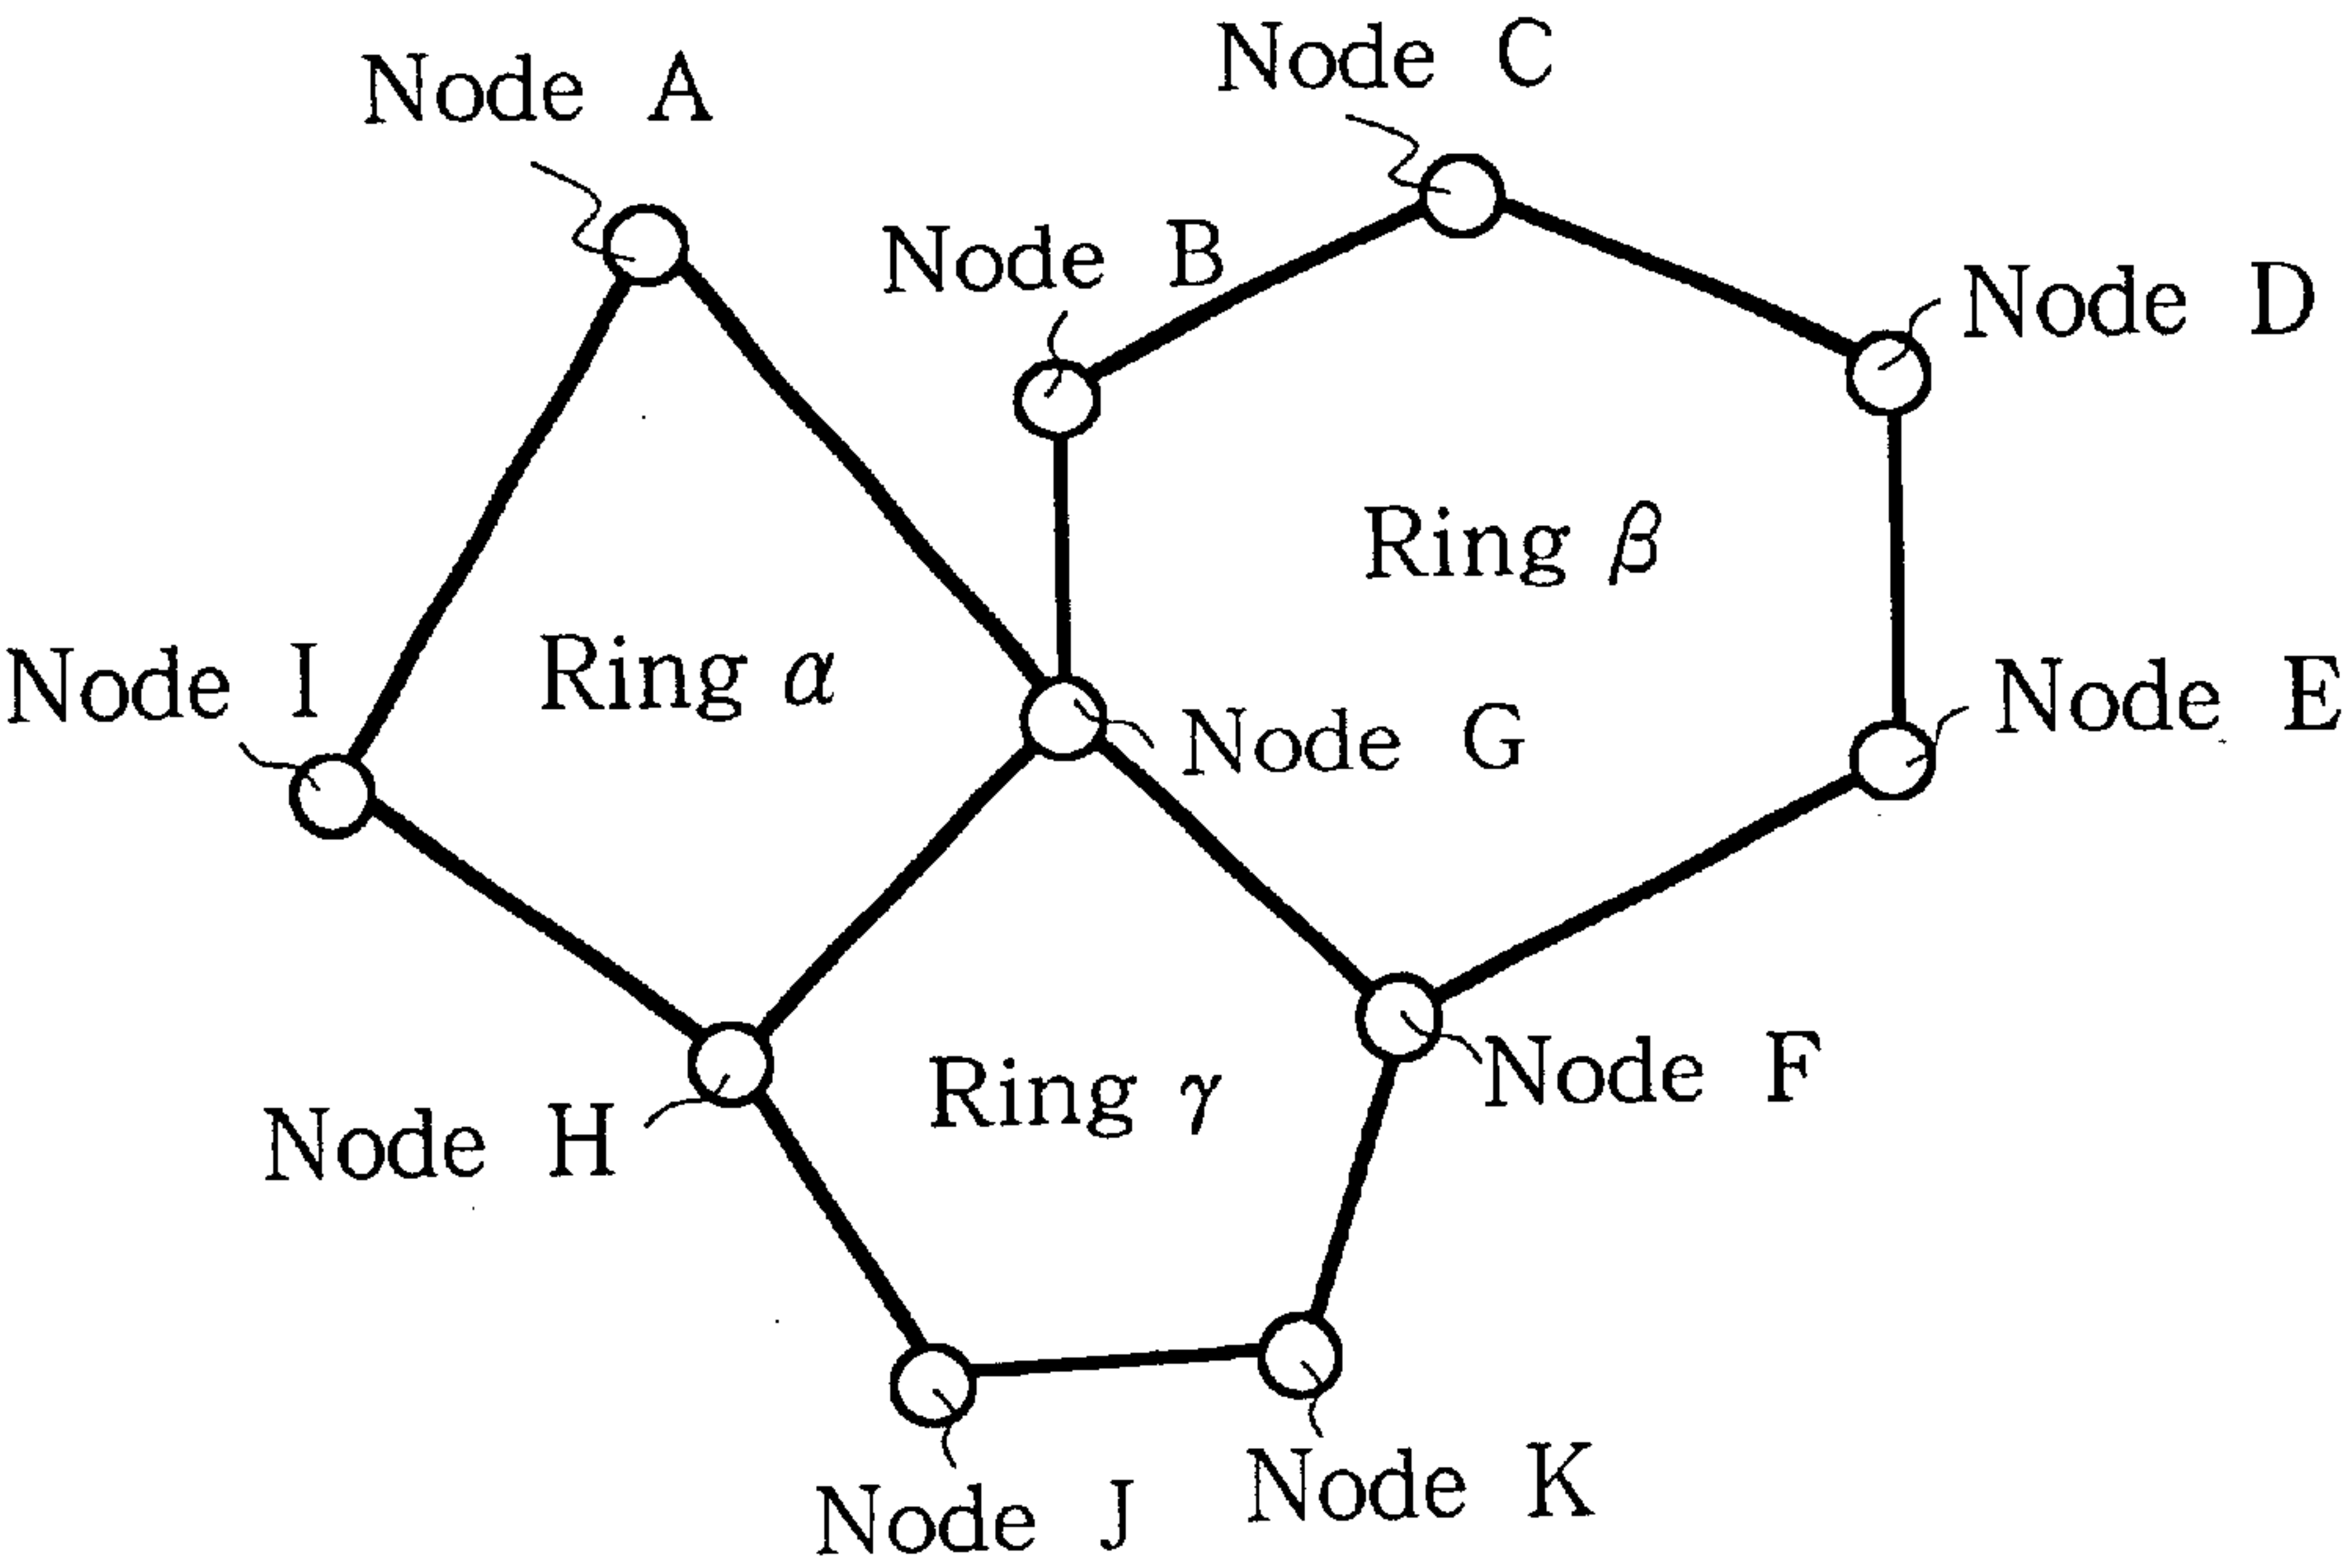 Node C
Node A
Node B
Node D
Ring β
Node I
Ring α
Node G
Node E
Node F
Ring γ
Node H
Node K
Node J